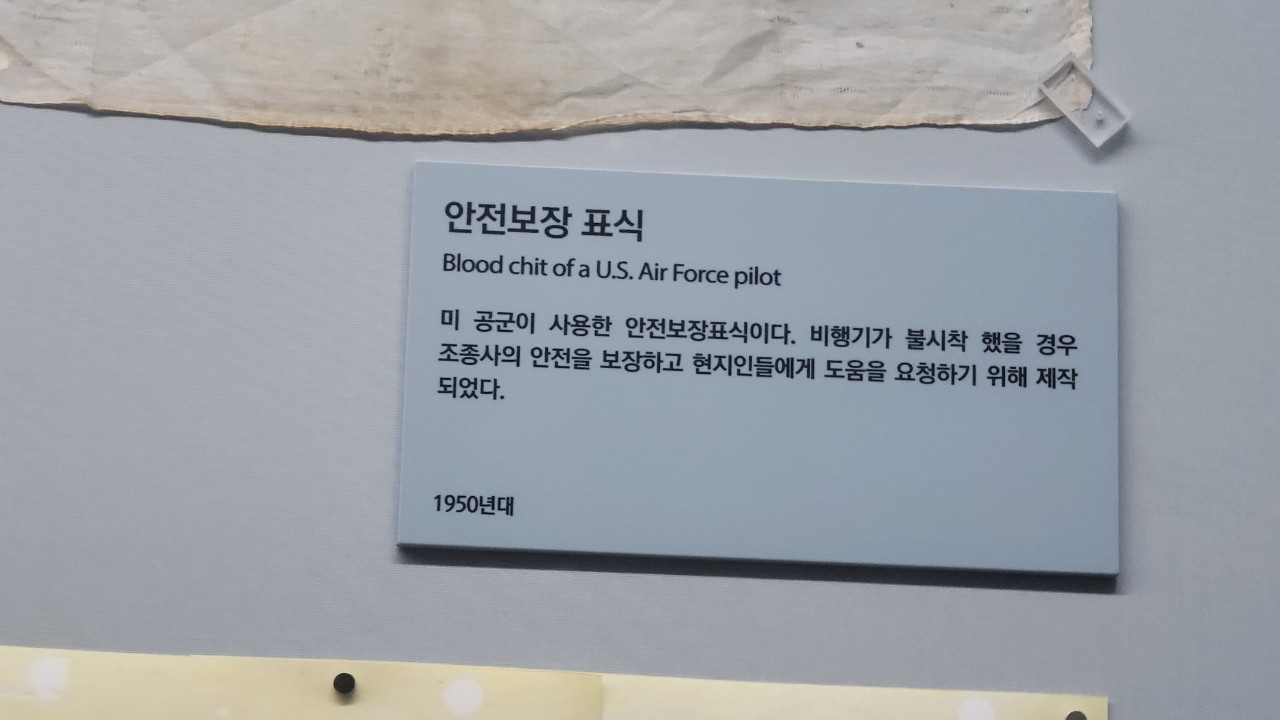 안전보장 표식
Blood chit of a U.S. Air Force pilot
미 공군이 사용한 안전보장표식이다. 비행기가 불시착 했을 경우
조종사의 안전을 보장하고 현지인들에게 도움을 요청하기 위해 제작
되었다.
1950년대